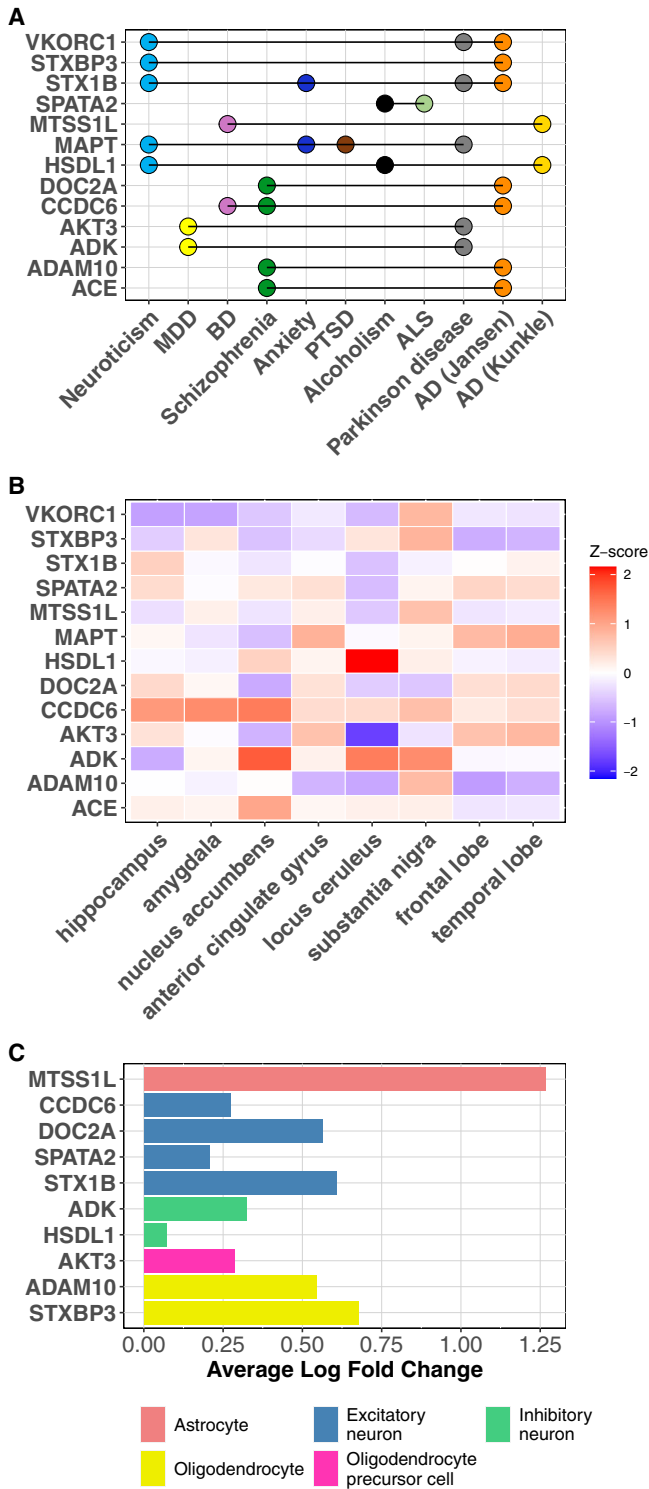 A
VKORC1
STXBP3
STX1B
SPATA2
MTSS1L
MAPT
HSDL1
DOC2A
CCDC6
AKT3
ADK
ADAM10
ACE
Neuroticism
MDD
BD
Schizophrenia
Anxiety
PTSD
Alcoholism
ALS
Parkinson disease
AD (Jansen)
AD (Kunkle)
B
VKORC1
STXBP3
STX1B
SPATA2
MTSS1L
MAPT
HSDL1
DOC2A
CCDC6
AKT3
ADK
ADAM10
ACE
hippocampus
amygdala
nucleus accumbens
anterior cingulate gyrus
locus ceruleus
substantia nigra
frontal lobe
temporal lobe
Z−score
2
1
0
−1
−2
C
MTSS1L
CCDC6
DOC2A
SPATA2
STX1B
ADK
HSDL1
AKT3
ADAM10
STXBP3
0.00 0.25 0.50 0.75 1.00 1.25
Average Log Fold Change
Astrocyte
Excitatory
neuron
Inhibitory
neuron
Oligodendrocyte
Oligodendrocyte
precursor cell